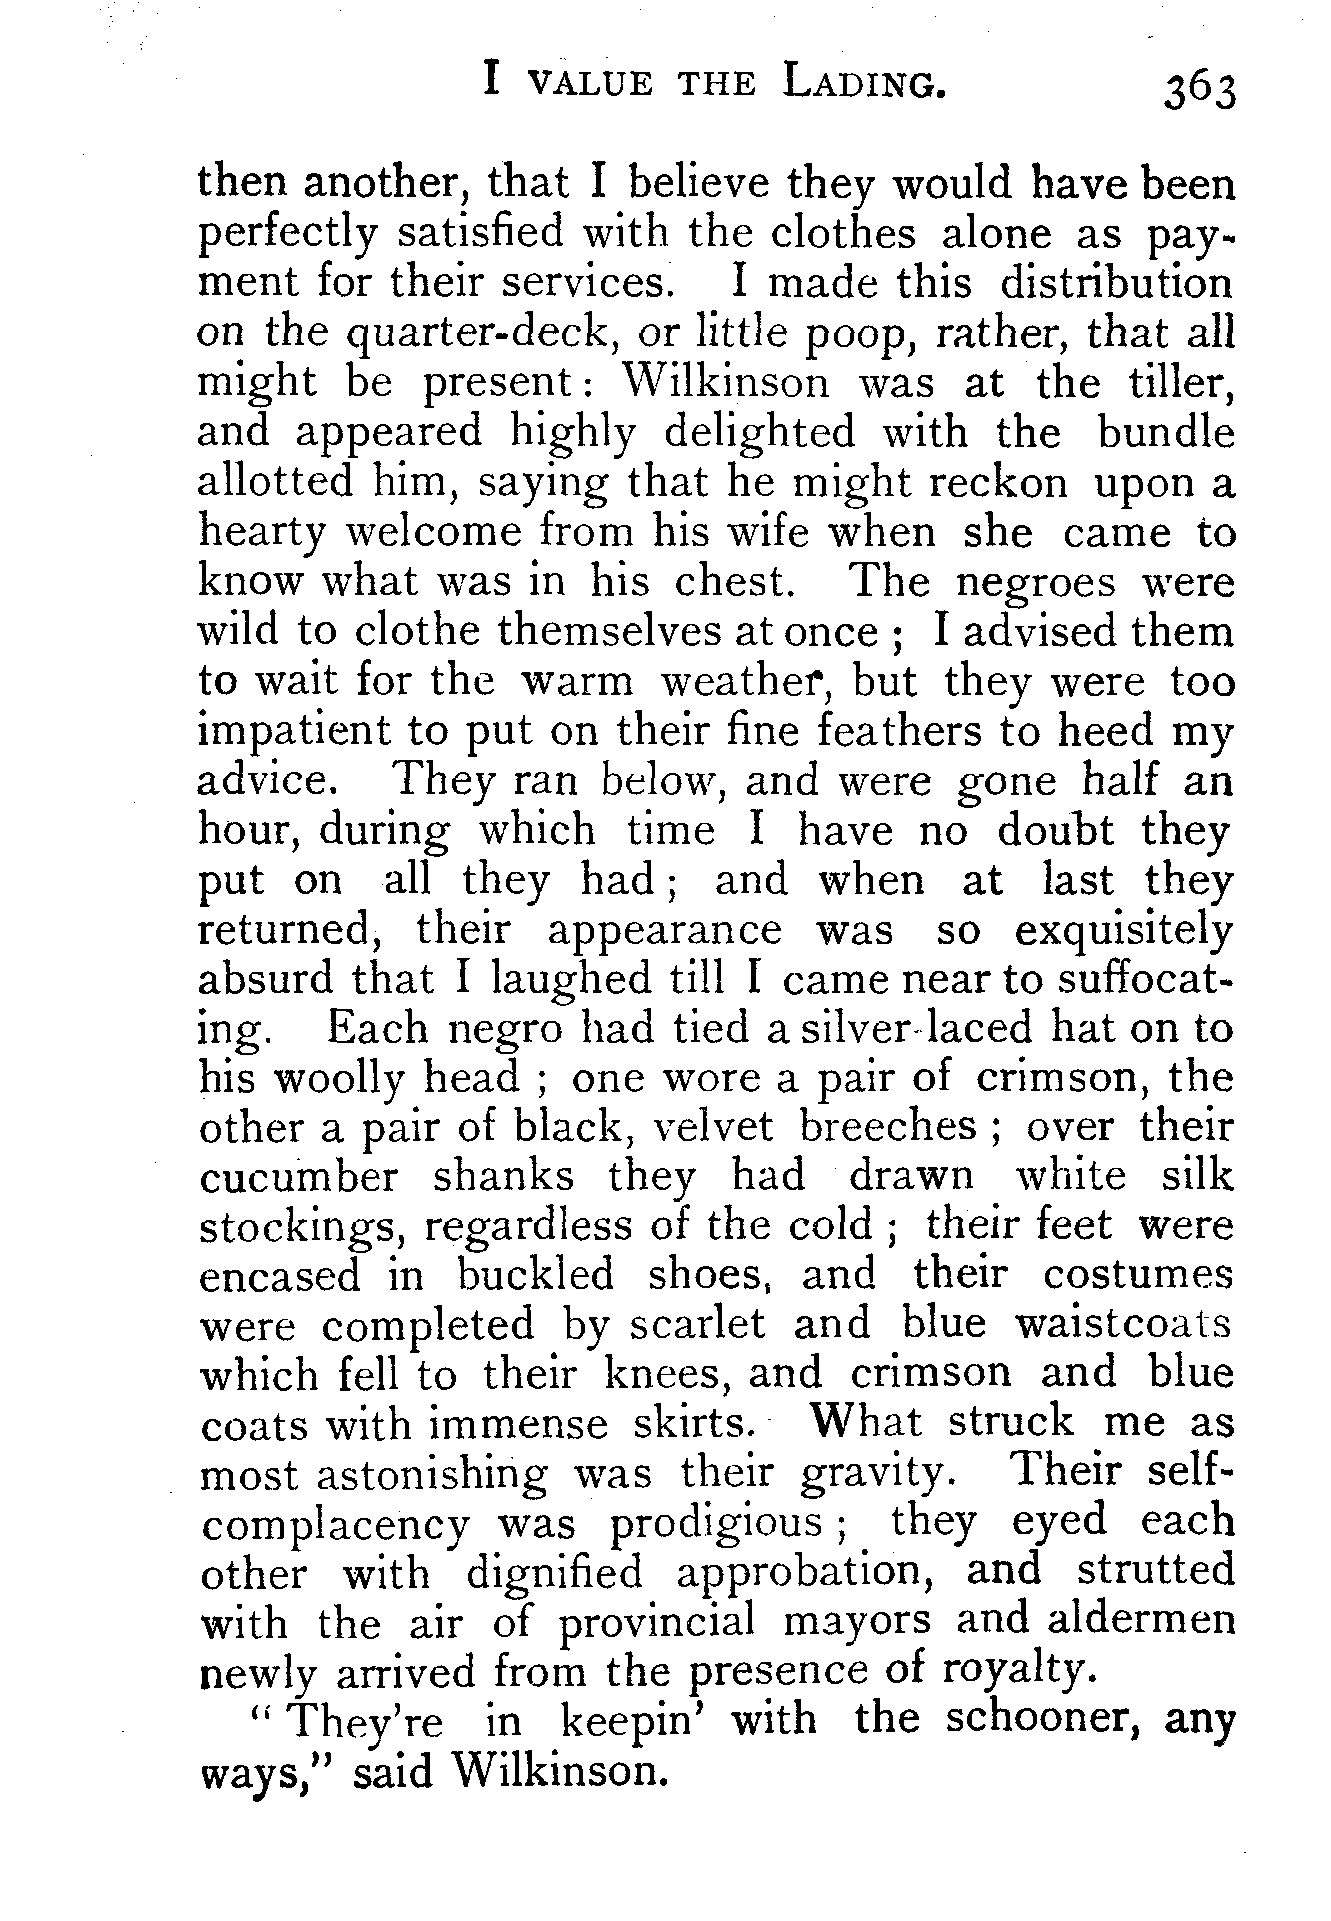 I VALUE THE LADING. 363
then another, that I believe they would have been
perfectly satisfied with the clothes alone as pay-
ment for their services. I made this distribution
on the quarter-deck, or little poop, rather, that all
might be present : Wilkinson was at the tiller,
and appeared highly delighted with the bundle
allotted him, saying that he might reckon upon a
hearty welcome from his wife when she came to
know what was in his chest. The negroes were
wild to clothe themselves at once ; I advised them
to wait for the warm weather, but they were too
impatient to put on their fine feathers to heed my
advice. They ran below, and were gone half an
hour, during which time I have no doubt they
put on all they had ; and when at last they
returned, their appearance was so exquisitely
absurd that I laughed till I came near to suffocat-
ing. Each negro had tied a silver-laced hat on to
his woolly head ; one wore a pair of crimson, the
other a pair of black, velvet breeches ; over their
cucumber shanks they had drawn white silk
stockings, regardless of the cold ; their feet were
encased in buckled shoes, and their costumes
were completed by scarlet and blue waistcoats
which fell to their knees, and crimson and blue
coats with immense skirts. What struck me as
most astonishing was their gravity. Their self-
complacency was prodigious ; they eyed each
other with dignified approbation, and strutted
with the air of provincial mayors and aldermen
newly arrived from the presence of royalty.
"They're in keepin' with the schooner, any
ways," said Wilkinson.